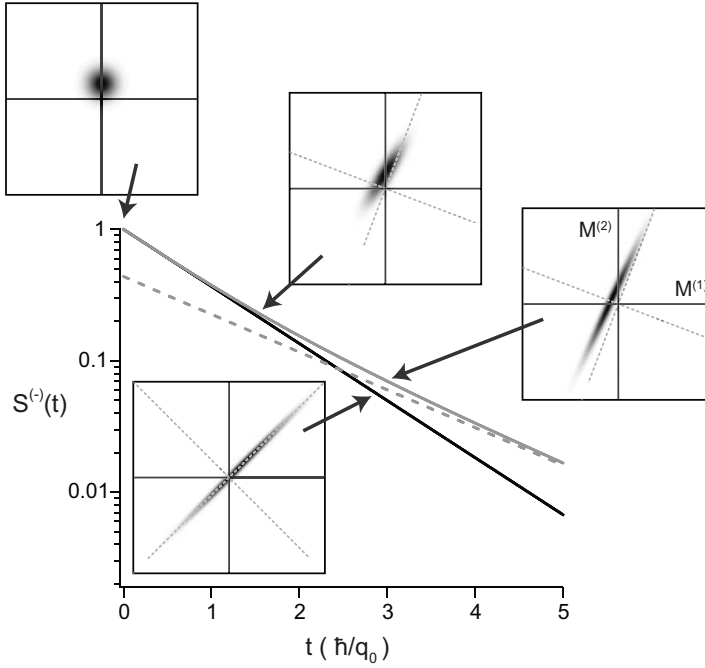 M⁽²⁾
M⁽¹⁾
1
0.1
S⁽⁻⁾(t)
0.01
0 1 2 3 4 5
t ( ħ/q₀ )